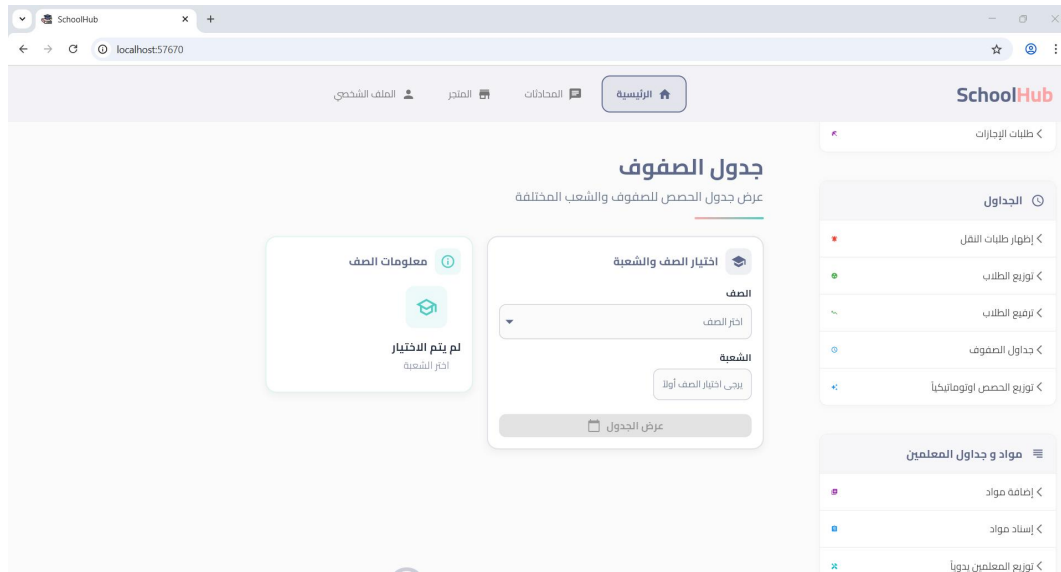 SchoolHub
localhost:57670
SchoolHub
الرئيسية
المحادثات
المتجر
الملف الشخصي
طلبات الإجازات
الجداول
إظهار طلبات النقل
توزيع الطلاب
ترفيع الطلاب
جداول الصفوف
توزيع الحصص اوتوماتيكياً
مواد و جداول المعلمين
إضافة مواد
إسناد مواد
توزيع المعلمين يدوياً
جدول الصفوف
عرض جدول الحصص للصفوف والشعب المختلفة
اختيار الصف والشعبة
الصف
اختر الصف
الشعبة
يرجى اختيار الصف أولاً
عرض الجدول
معلومات الصف
لم يتم الاختيار
اختر الشعبة